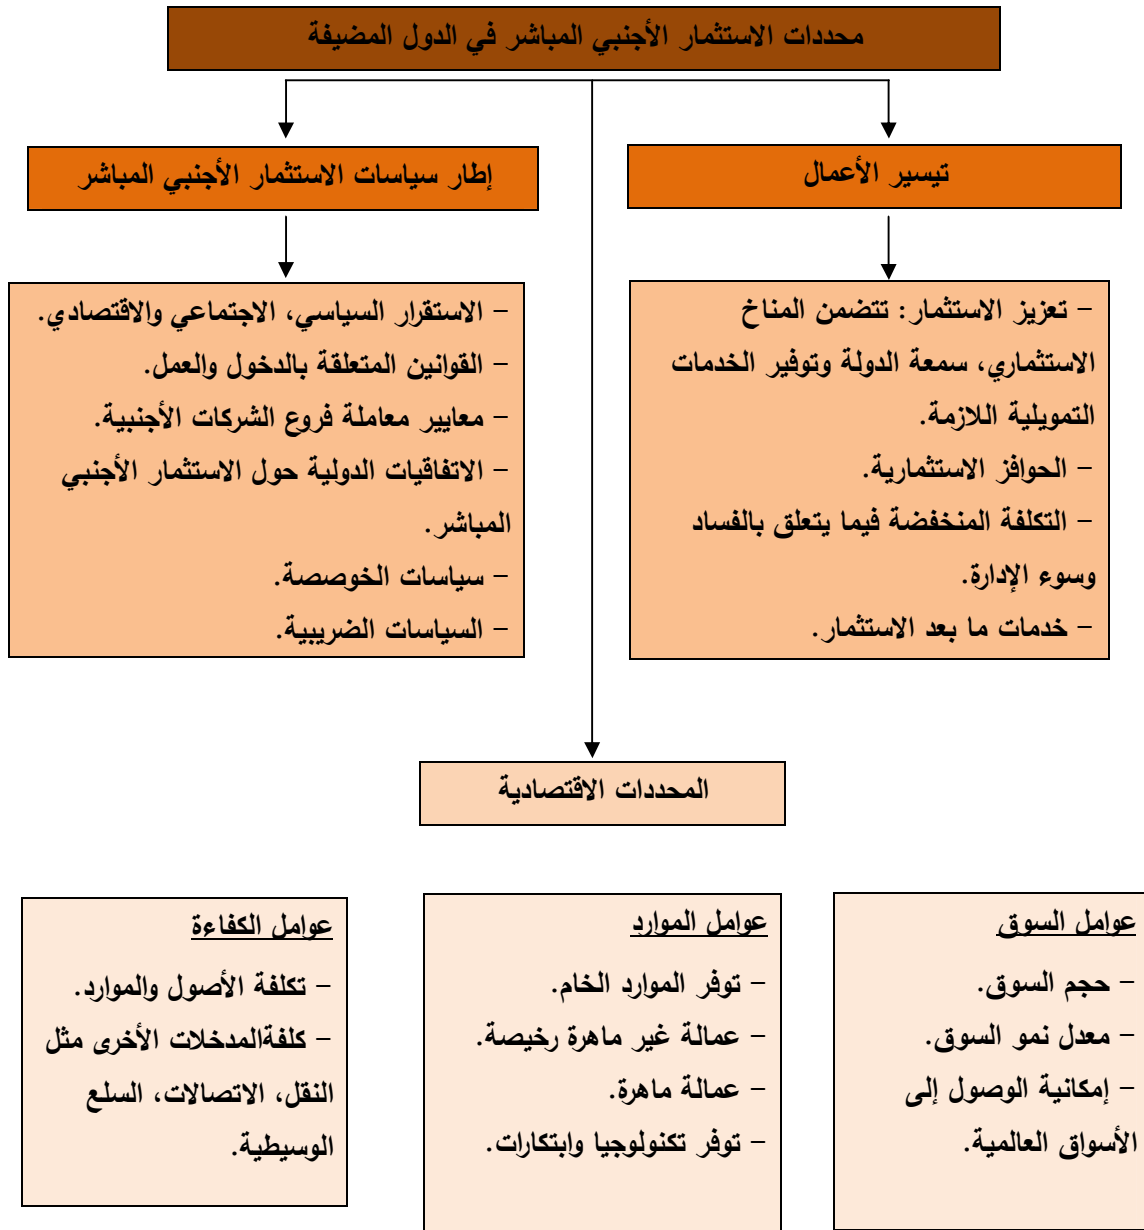 محددات الاستثمار الأجنبي المباشر في الدول المضيفة
تيسير الأعمال
إطار سياسات الاستثمار الأجنبي المباشر
– تعزيز الاستثمار: تتضمن المناخ
الاستثماري، سمعة الدولة وتوفير الخدمات
التمويلية اللازمة.
– الحوافز الاستثمارية.
– التكلفة المنخفضة فيما يتعلق بالفساد
وسوء الإدارة.
– خدمات ما بعد الاستثمار.
– الاستقرار السياسي، الاجتماعي والاقتصادي.
– القوانين المتعلقة بالدخول والعمل.
– معايير معاملة فروع الشركات الأجنبية.
– الاتفاقيات الدولية حول الاستثمار الأجنبي
المباشر.
– سياسات الخوصصة.
– السياسات الضريبية.
المحددات الاقتصادية
عوامل السوق
– حجم السوق.
– معدل نمو السوق.
– إمكانية الوصول إلى
الأسواق العالمية.
عوامل الموارد
– توفر الموارد الخام.
– عمالة غير ماهرة رخيصة.
– عمالة ماهرة.
– توفر تكنولوجيا وابتكارات.
عوامل الكفاءة
– تكلفة الأصول والموارد.
– كلفةالمدخلات الأخرى مثل
النقل، الاتصالات، السلع
الوسيطية.